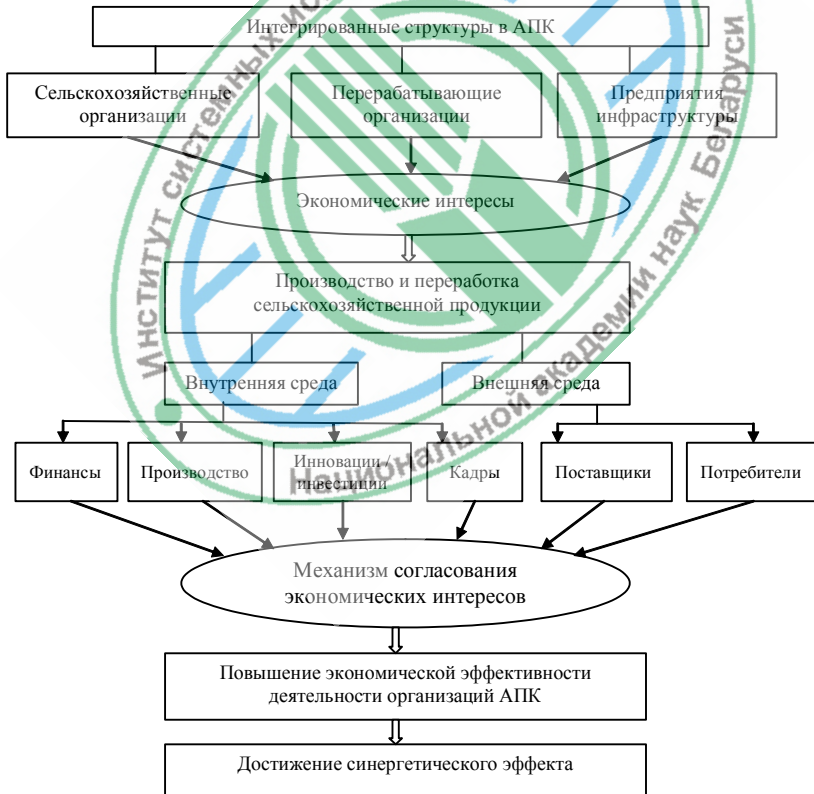 Интегрированные структуры в АПК
Сельскохозяйственные
организации
Перерабатывающие
организации
Предприятия
инфраструктуры
Экономические интересы
Производство и переработка
сельскохозяйственной продукции
Внутренняя среда
Внешняя среда
Финансы
Производство
Инновации /
инвестиции
Кадры
Поставщики
Потребители
Механизм согласования
экономических интересов
Повышение экономической эффективности
деятельности организаций АПК
Достижение синергетического эффекта
Институт системных
Национальной академии наук Беларуси